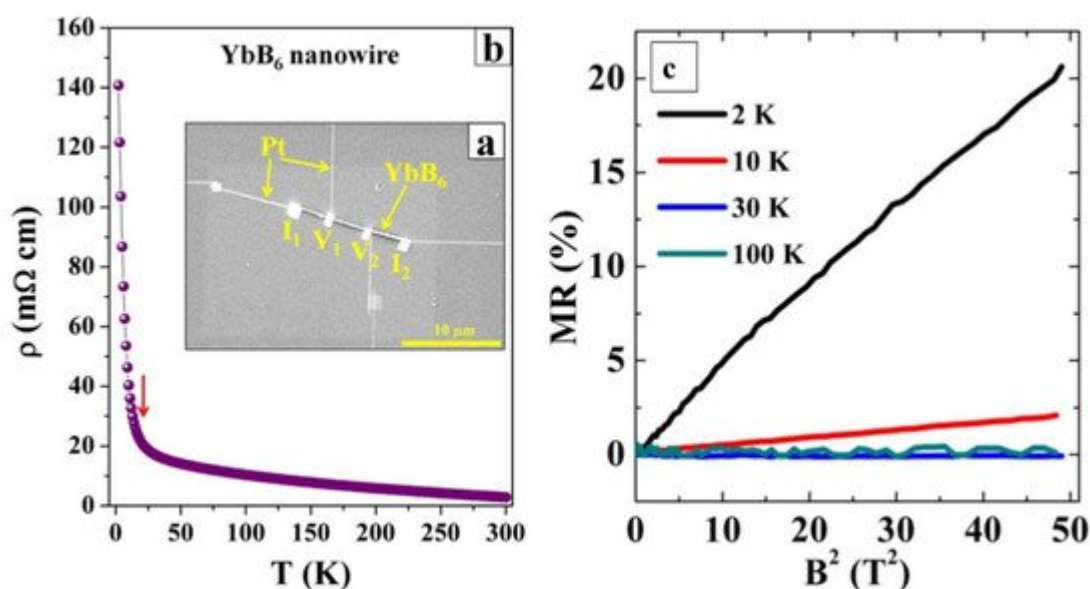 YbB6 nanowire
b
ρ (mΩ cm)
160
140
120
100
80
60
40
20
0
0 50 100 150 200 250 300
T (K)
a
Pt
YbB6
I1 V1 V2 I2
10 μm
c
MR (%)
20
15
10
5
0
2 K
10 K
30 K
100 K
0 10 20 30 40 50
B² (T²)